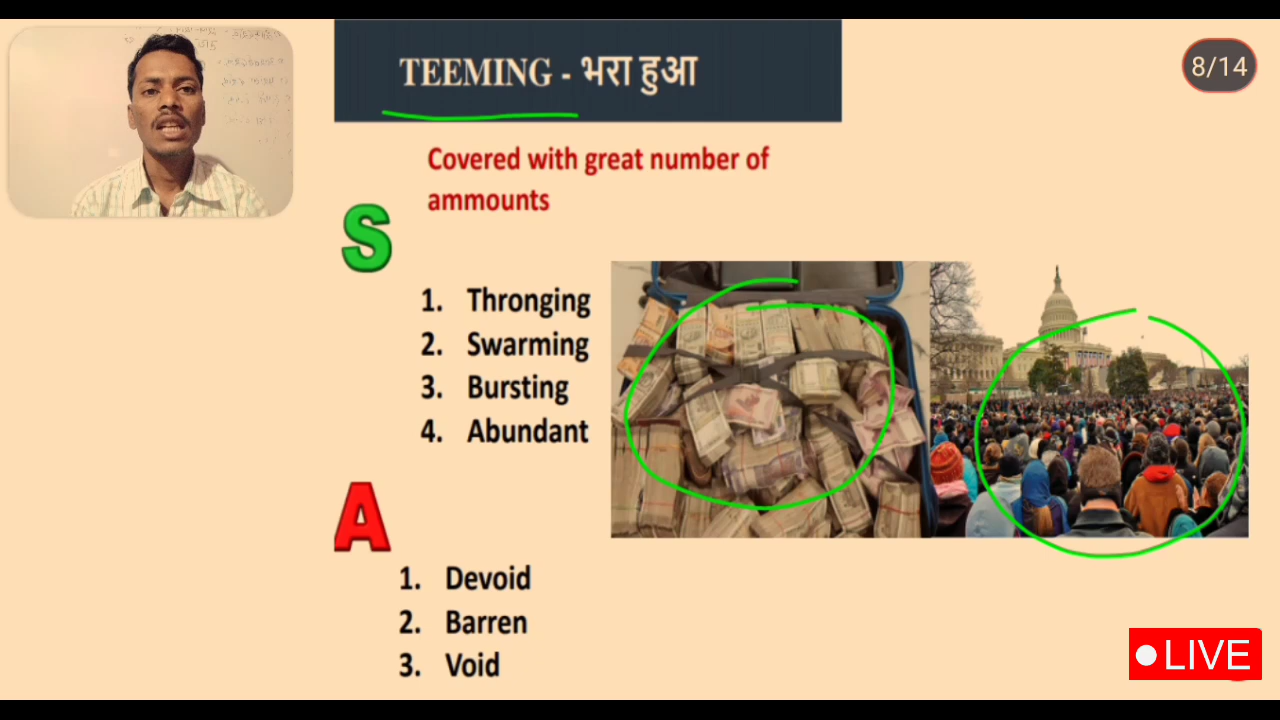 8/14
TEEMING - भरा हुआ
Covered with great number of
ammounts
S
1. Thronging
2. Swarming
3. Bursting
4. Abundant
A
1. Devoid
2. Barren
3. Void
LIVE